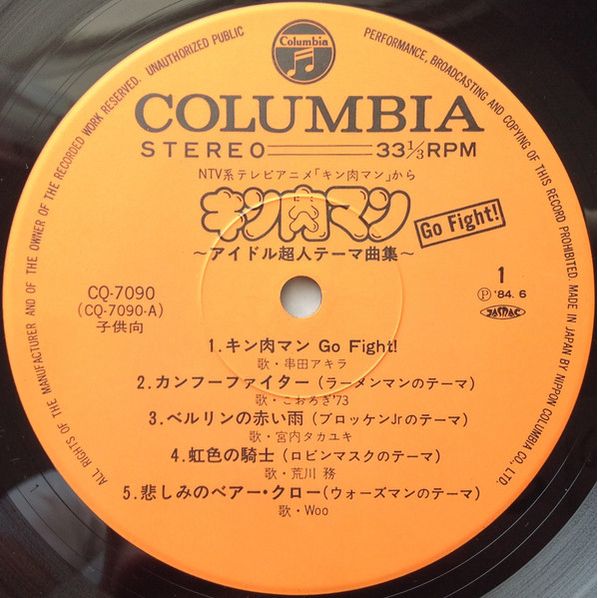 ALL RIGHTS OF THE MANUFACTURER AND OF THE OWNER OF THE RECORDED WORK RESERVED. UNAUTHORIZED PUBLIC PERFORMANCE, BROADCASTING AND COPYING OF THIS RECORD PROHIBITED. MADE IN JAPAN BY NIPPON COLUMBIA CO., LTD.
Columbia
COLUMBIA
STEREO 33 1/3 RPM
NTV系テレビアニメ「キン肉マン」から
キン肉マン
Go Fight!
〜アイドル超人テーマ曲集〜
CQ-7090
(CQ-7090-A)
子供向
1
Ⓟ '84. 6
JASRAC
1. キン肉マン Go Fight!
歌・串田アキラ
2. カンフーファイター (ラーメンマンのテーマ)
歌・こおろぎ'73
3. ベルリンの赤い雨 (ブロッケンJrのテーマ)
歌・宮内タカユキ
4. 虹色の騎士 (ロビンマスクのテーマ)
歌・荒川 務
5. 悲しみのベアー・クロー (ウォーズマンのテーマ)
歌・Woo